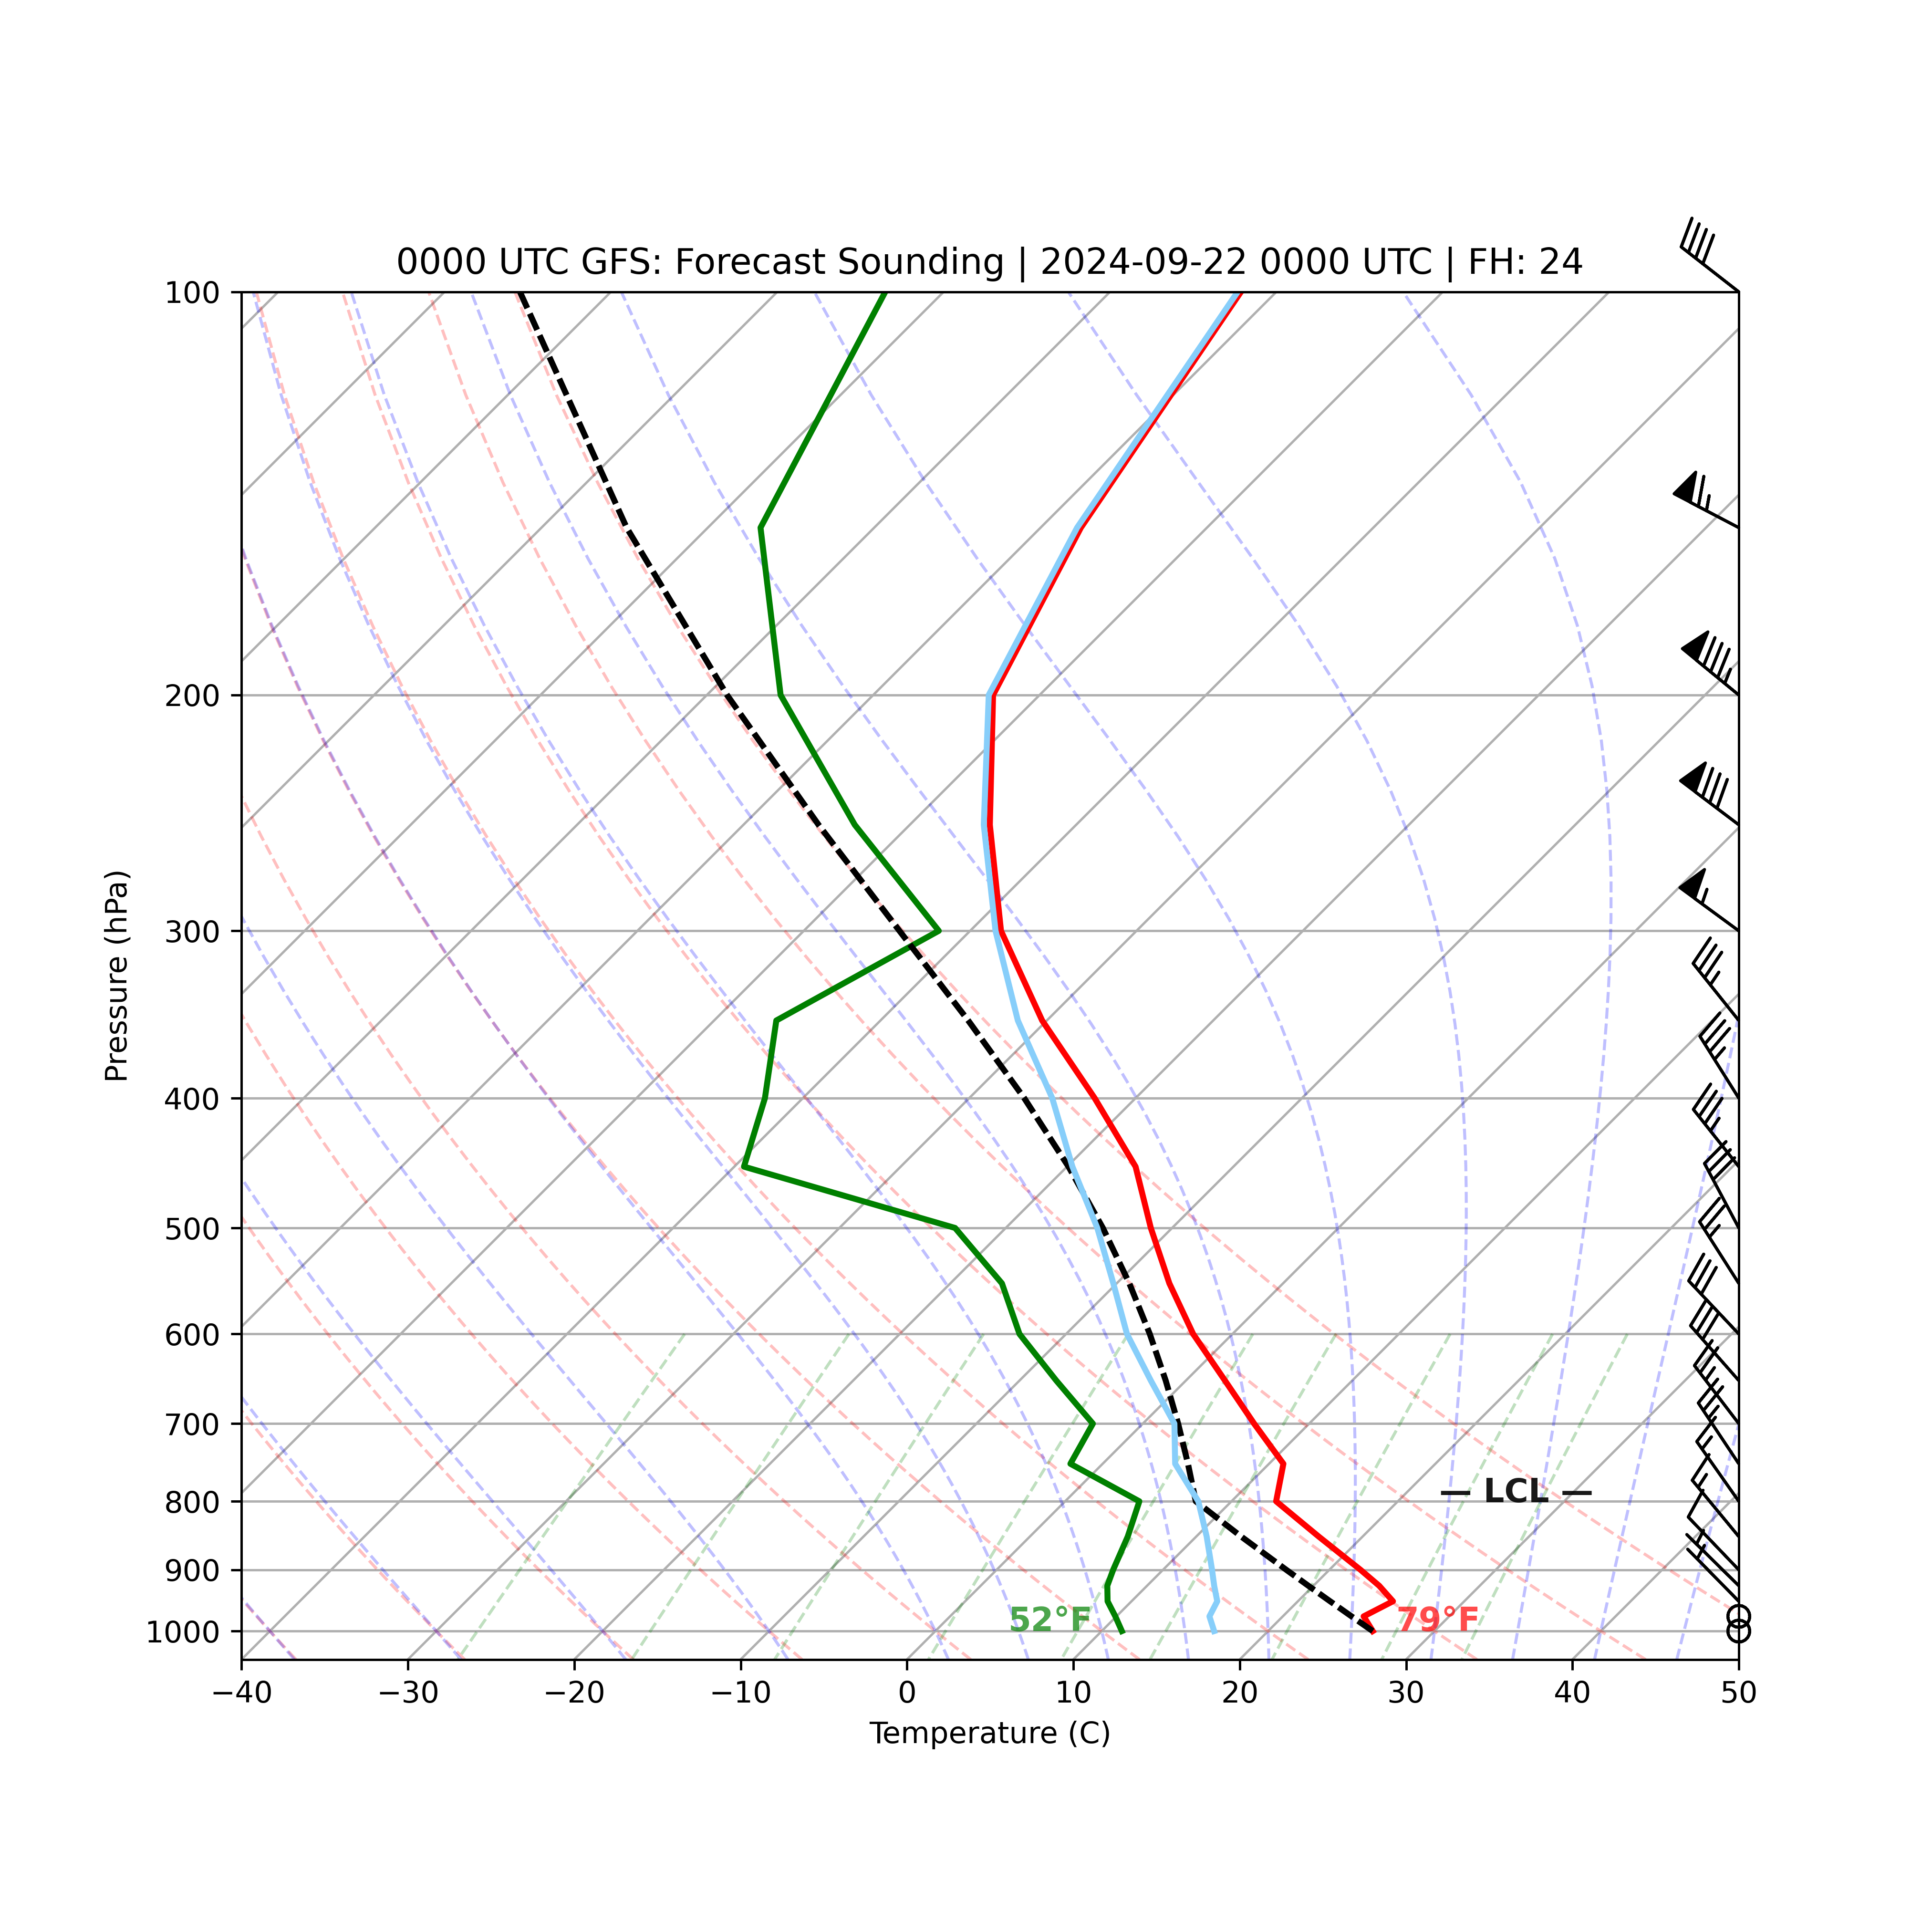 0000 UTC GFS: Forecast Sounding | 2024-09-22 0000 UTC | FH: 24
100
200
300
400
500
600
700
800
900
1000
Pressure (hPa)
— LCL —
52°F
79°F
−40 −30 −20 −10 0 10 20 30 40 50
Temperature (C)